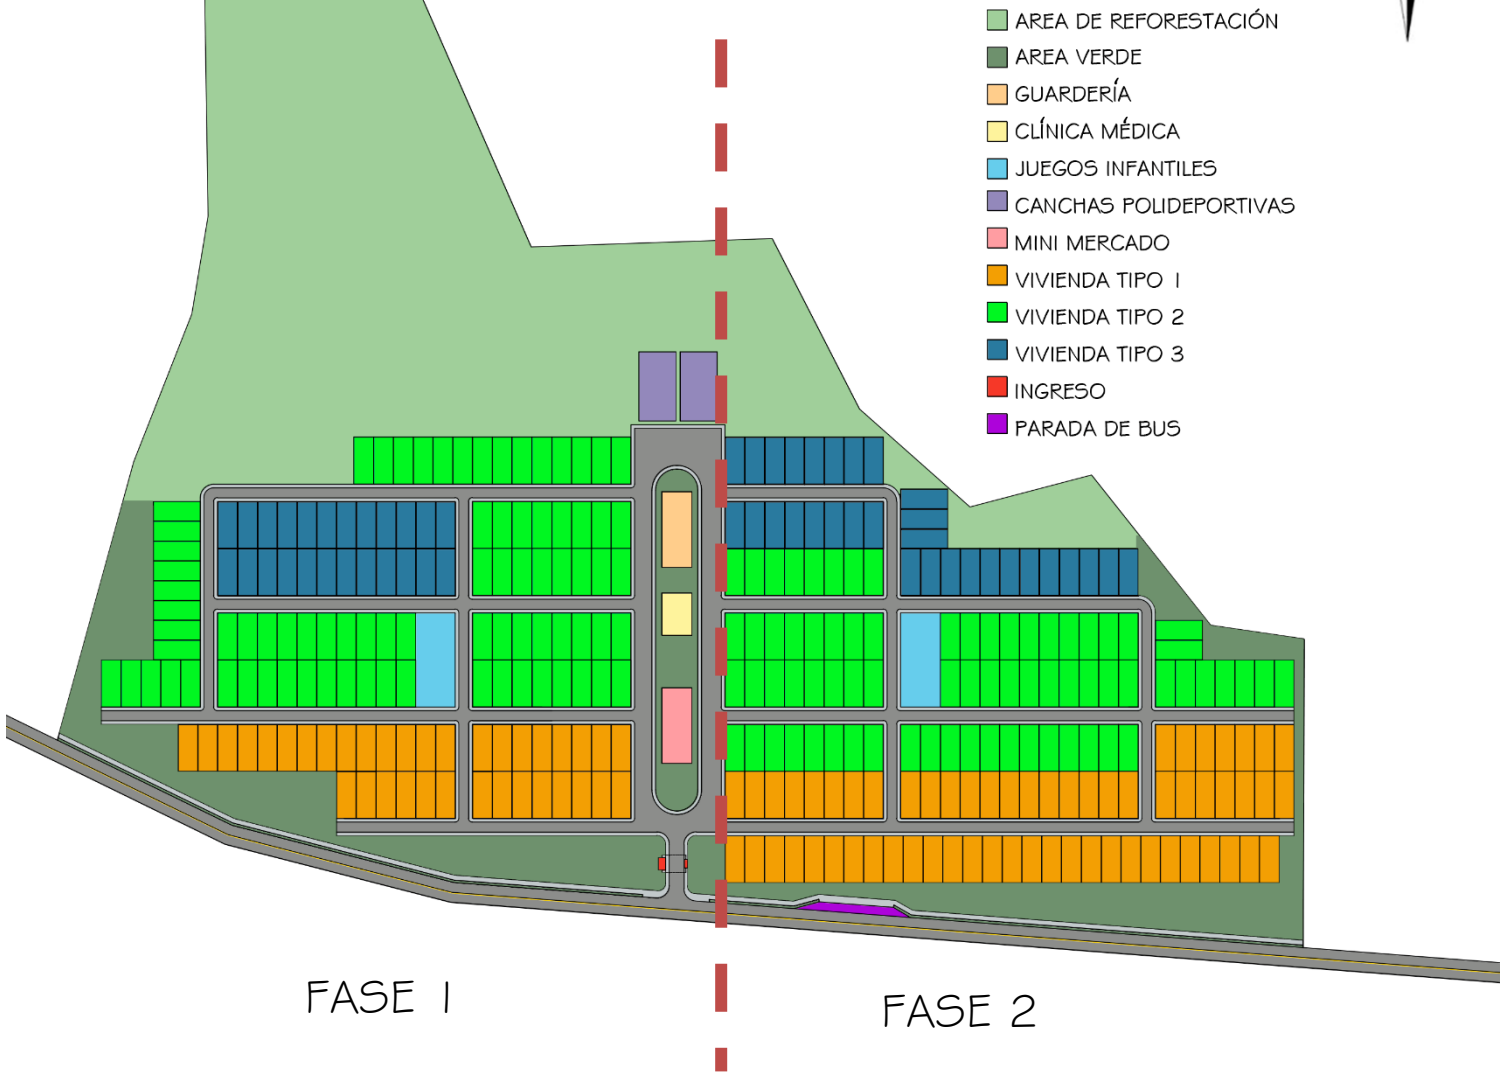 AREA DE REFORESTACIÓN
AREA VERDE
GUARDERÍA
CLÍNICA MÉDICA
JUEGOS INFANTILES
CANCHAS POLIDEPORTIVAS
MINI MERCADO
VIVIENDA TIPO 1
VIVIENDA TIPO 2
VIVIENDA TIPO 3
INGRESO
PARADA DE BUS
FASE 1
FASE 2